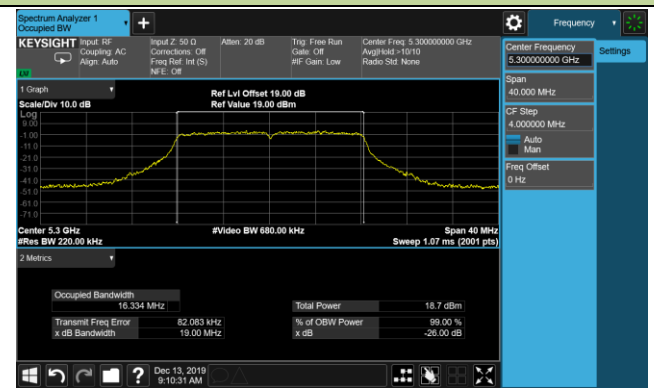 Spectrum Analyzer 1
Occupied BW
Frequency
KEYSIGHT
Input: RF
Coupling: AC
Align: Auto
Input Z: 50 Ω
Corrections: Off
Freq Ref: Int (S)
NFE: Off
Atten: 20 dB
Trig: Free Run
Gate: Off
#IF Gain: Low
Center Freq: 5.300000000 GHz
Avg|Hold:>10/10
Radio Std: None
Center Frequency
5.300000000 GHz
Settings
Span
40.000 MHz
CF Step
4.000000 MHz
Auto
Man
Freq Offset
0 Hz
1 Graph
Scale/Div 10.0 dB
Ref Lvl Offset 19.00 dB
Ref Value 19.00 dBm
Log
9.00
-1.00
-11.0
-21.0
-31.0
-41.0
-51.0
-61.0
-71.0
Center 5.3 GHz
#Video BW 680.00 kHz
Span 40 MHz
#Res BW 220.00 kHz
Sweep 1.07 ms (2001 pts)
2 Metrics
Occupied Bandwidth
16.334 MHz
Total Power 18.7 dBm
Transmit Freq Error 82.083 kHz
% of OBW Power 99.00 %
x dB Bandwidth 19.00 MHz
x dB -26.00 dB
?
Dec 13, 2019
9:10:31 AM